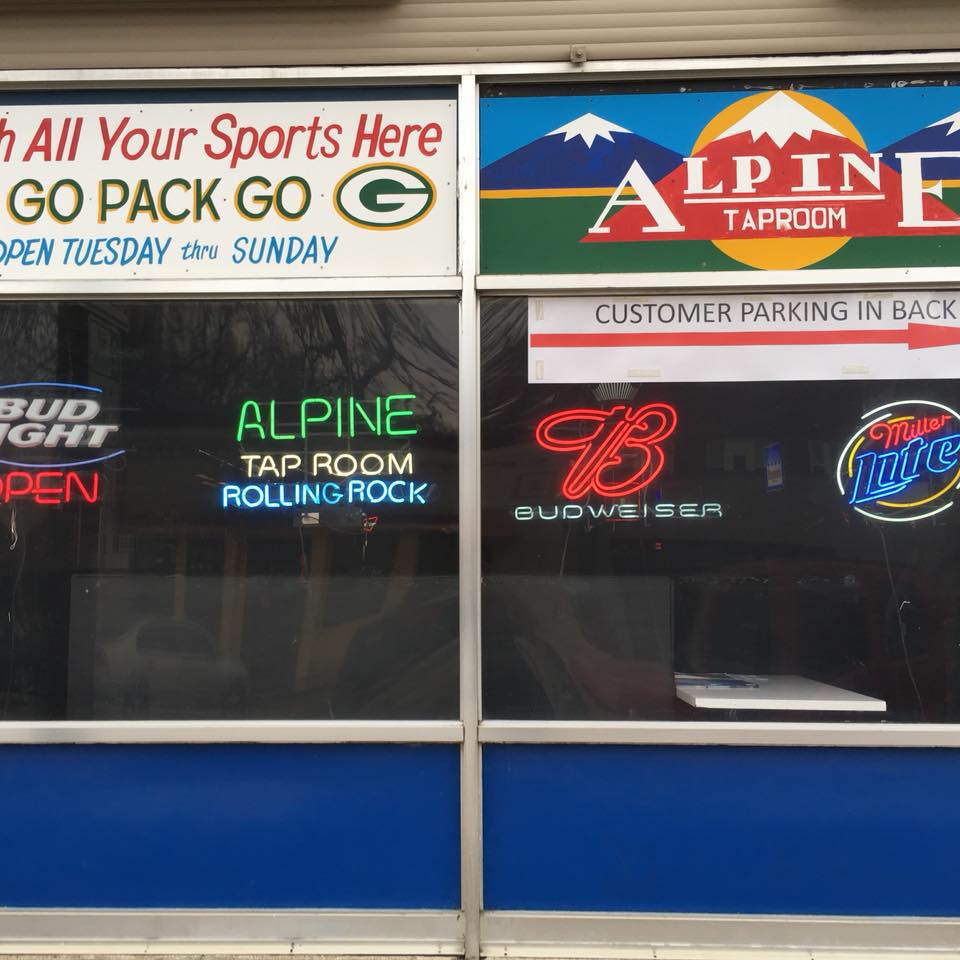 h All Your Sports Here
GO PACK GO G
OPEN TUESDAY thru SUNDAY
ALPINE
TAPROOM
CUSTOMER PARKING IN BACK
BUD
LIGHT
OPEN
ALPINE
TAP ROOM
ROLLING ROCK
B
BUDWEISER
Miller
Lite